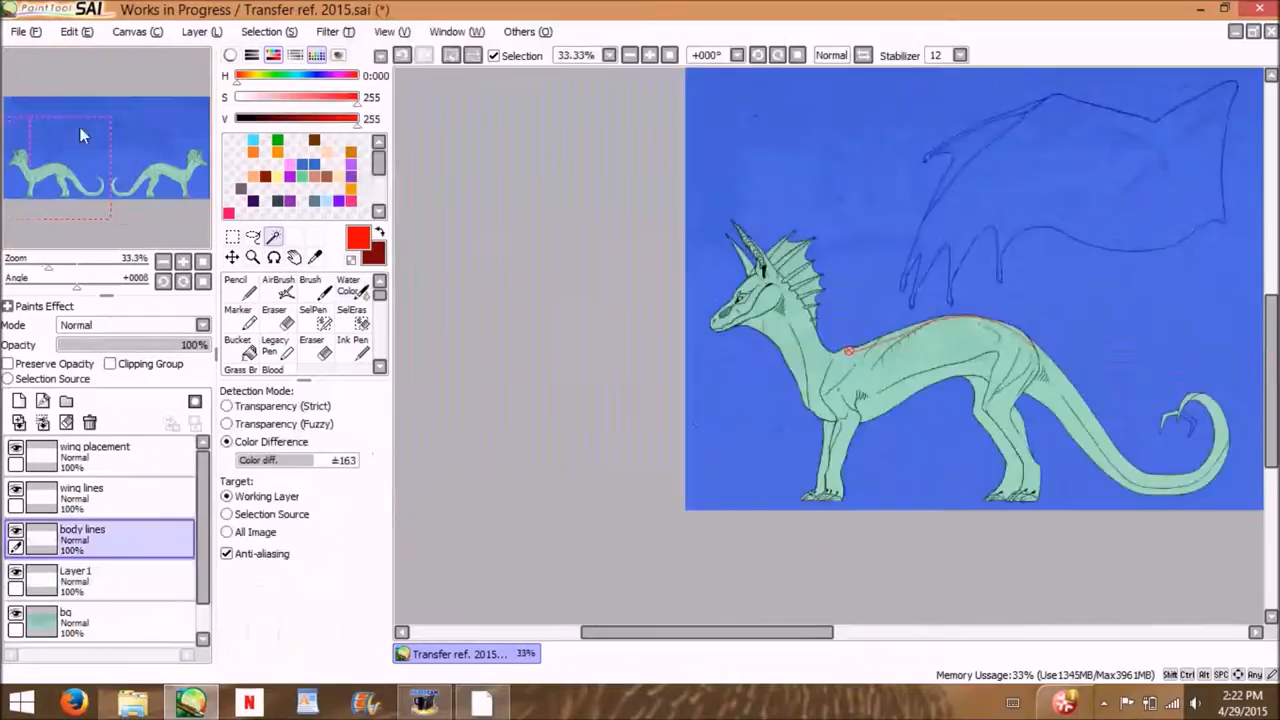 PaintTool SAI Works in Progress / Transfer ref. 2015.sai (*)
File (F) Edit (E) Canvas (C) Layer (L) Selection (S) Filter (T) View (V) Window (W) Others (O)
Selection 33.33% +000° Normal Stabilizer 12
H 0:000
S 255
V 255
Zoom 33.3%
Angle +000θ
Paints Effect
Mode Normal
Opacity 100%
Preserve Opacity Clipping Group
Selection Source
wing placement
Normal
100%
wing lines
Normal
100%
body lines
Normal
100%
Layer1
Normal
100%
bg
Normal
100%
Pencil AirBrush Brush Water
Color
Marker Eraser SelPen SelEras
Bucket Legacy Eraser Ink Pen
Pen
Grass Br Blood
Detection Mode:
Transparency (Strict)
Transparency (Fuzzy)
Color Difference
Color diff. ±163
Target:
Working Layer
Selection Source
All Image
Anti-aliasing
Transfer ref. 2015... 33%
Memory Usage:33% (Use1345MB/Max3961MB) Shift Ctrl Alt SPC Any
N
2:22 PM
4/29/2015